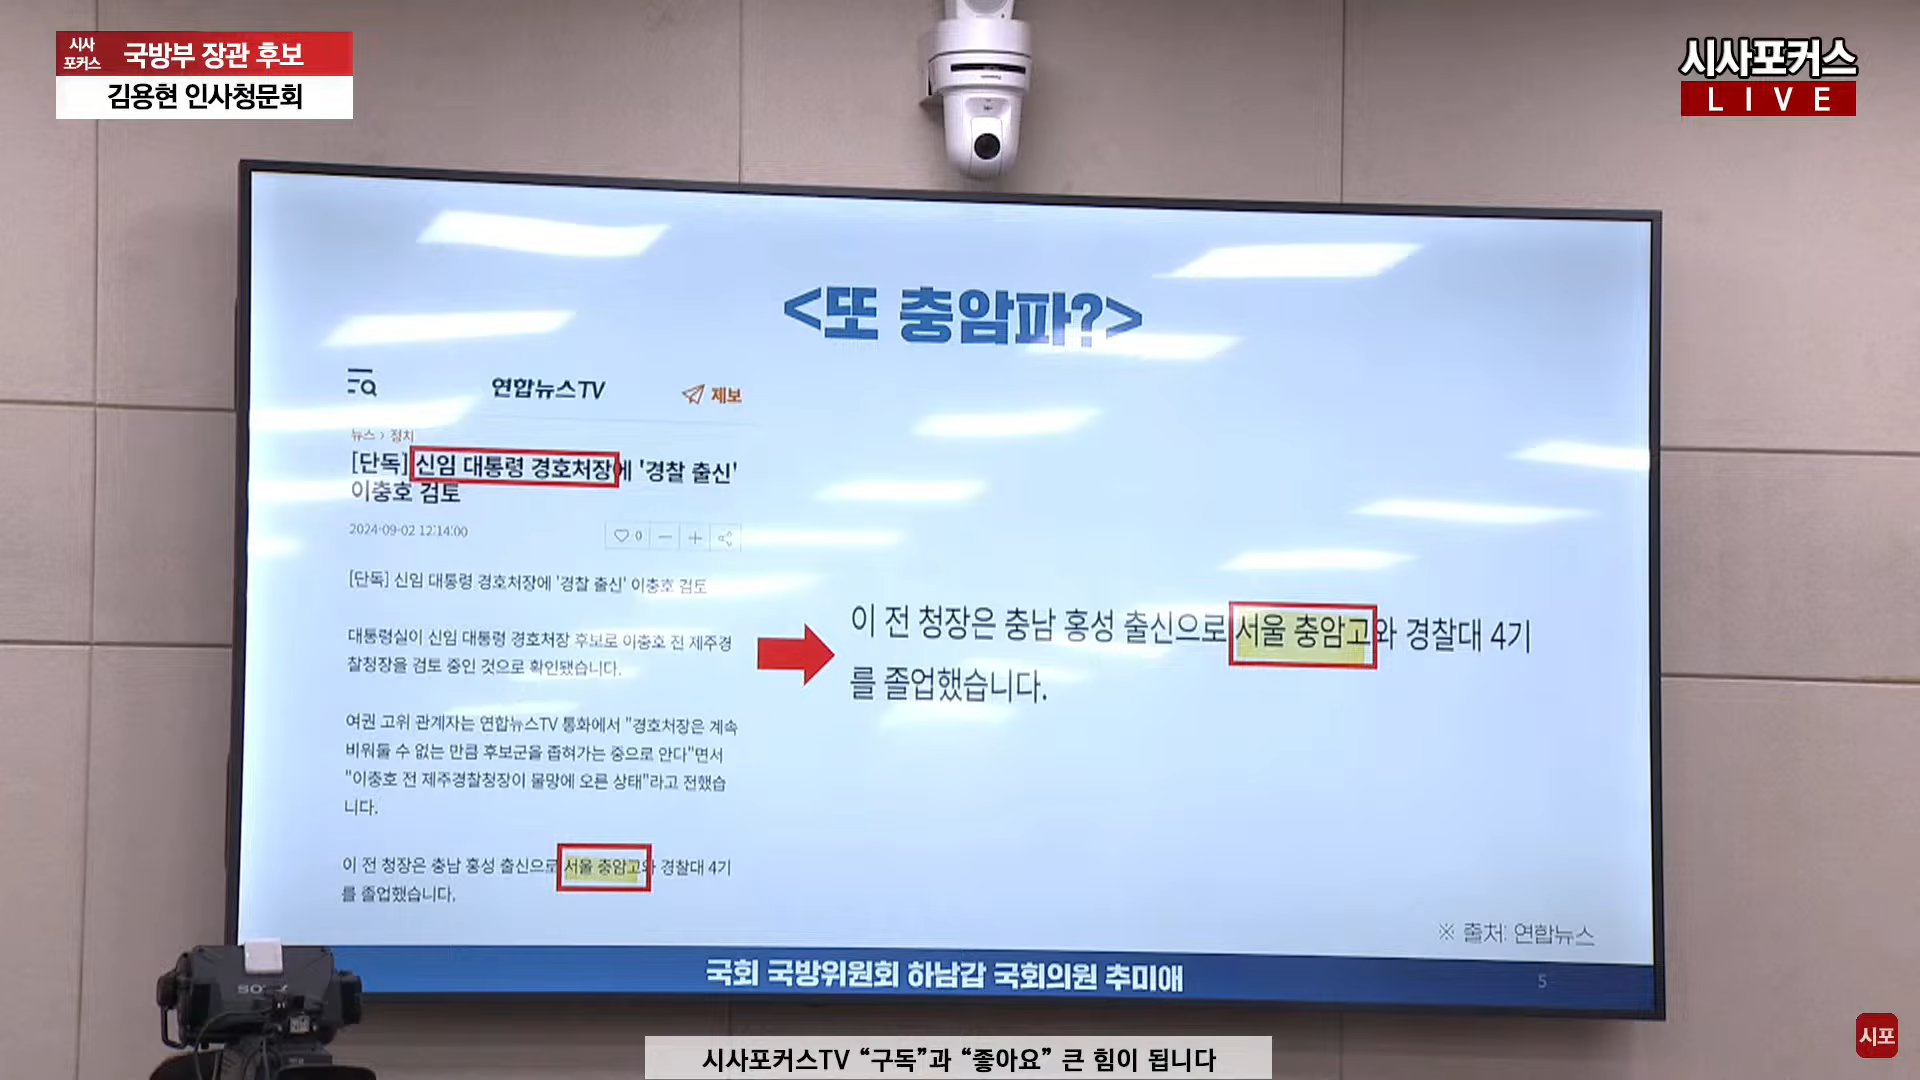 시사
포커스
국방부 장관 후보
김용현 인사청문회
시사포커스
LIVE
<또 충암파?>
연합뉴스TV
제보
뉴스 > 정치
[단독] 신임 대통령 경호처장에 '경찰 출신'
이충호 검토
2024-09-02 12:14:00
0
[단독] 신임 대통령 경호처장에 '경찰 출신' 이충호 검토
대통령실이 신임 대통령 경호처장 후보로 이충호 전 제주경
찰청장을 검토 중인 것으로 확인됐습니다.
여권 고위 관계자는 연합뉴스TV 통화에서 "경호처장은 계속
비워둘 수 없는 만큼 후보군을 좁혀가는 중으로 안다"면서
"이충호 전 제주경찰청장이 물망에 오른 상태"라고 전했습
니다.
이 전 청장은 충남 홍성 출신으로 서울 충암고와 경찰대 4기
를 졸업했습니다.
이 전 청장은 충남 홍성 출신으로 서울 충암고와 경찰대 4기
를 졸업했습니다.
※ 출처: 연합뉴스
국회 국방위원회 하남갑 국회의원 추미애
5
SONY
시사포커스TV “구독”과 “좋아요” 큰 힘이 됩니다
시포